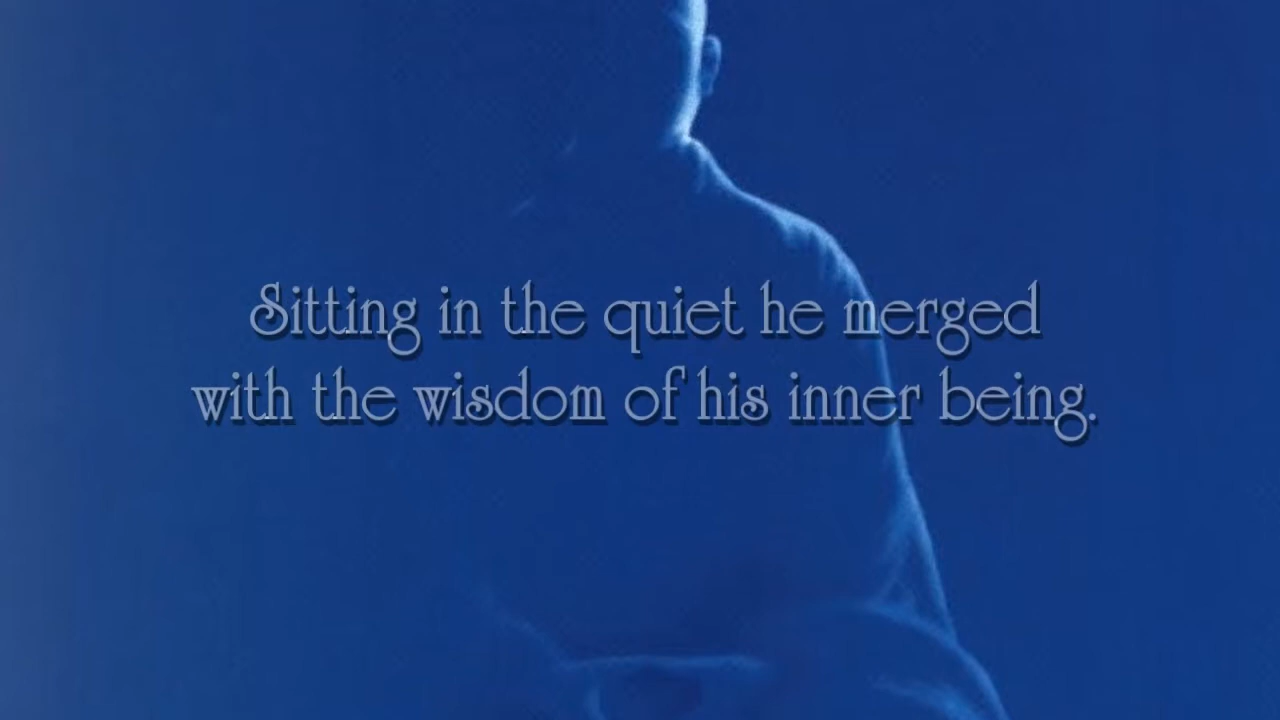 Sitting in the quiet he merged
with the wisdom of his inner being.